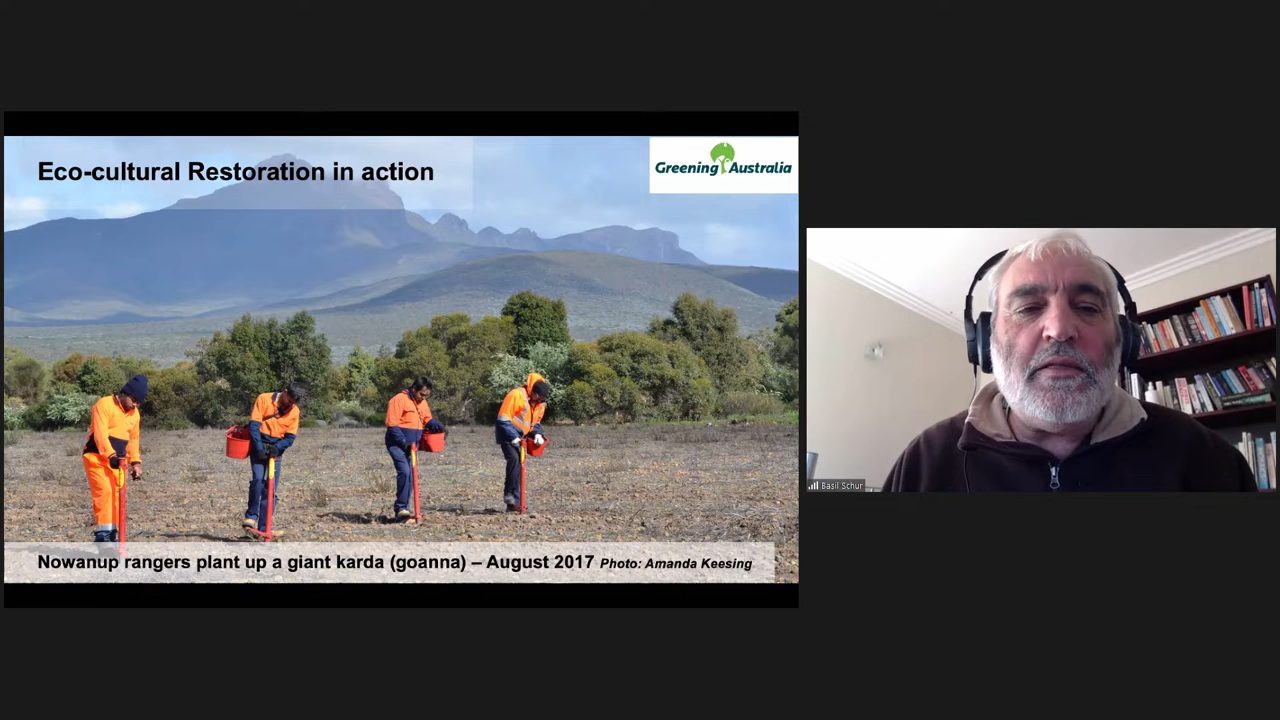 Eco-cultural Restoration in action
Greening Australia
Nowanup rangers plant up a giant karda (goanna) – August 2017 Photo: Amanda Keesing
Basil Schur